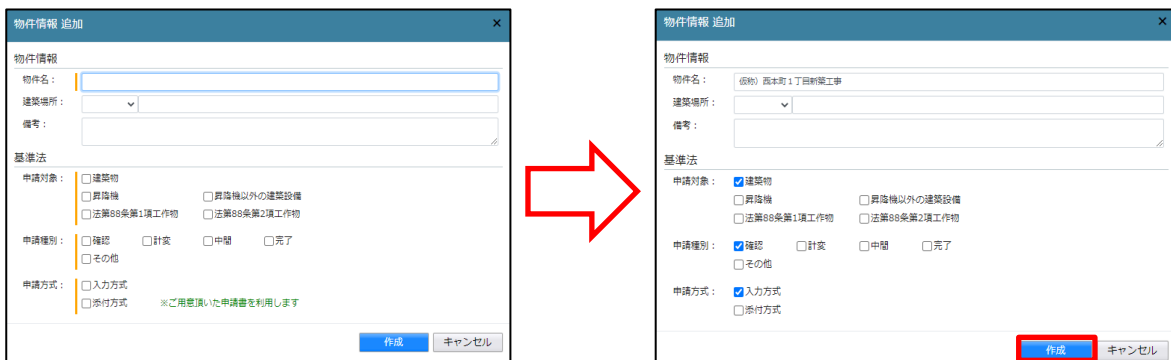 物件情報 追加 ×
物件情報
物件名：
建築場所：
備考：
基準法
申請対象： 建築物
昇降機 昇降機以外の建築設備
法第88条第1項工作物 法第88条第2項工作物
申請種別： 確認 計変 中間 完了
その他
申請方式： 入力方式
添付方式 ※ご用意頂いた申請書を利用します
作成 キャンセル
物件情報 追加 ×
物件情報
物件名： (仮称) 西本町１丁目新築工事
建築場所：
備考：
基準法
申請対象： 建築物
昇降機 昇降機以外の建築設備
法第88条第1項工作物 法第88条第2項工作物
申請種別： 確認 計変 中間 完了
その他
申請方式： 入力方式
添付方式
作成 キャンセル